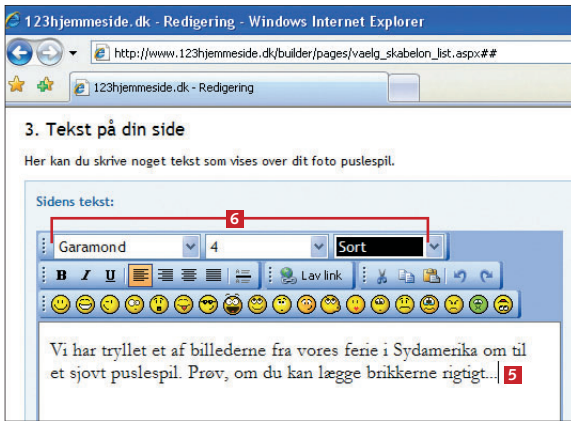 123hjemmeside.dk - Redigering - Windows Internet Explorer
http://www.123hjemmeside.dk/builder/pages/vaelg_skabelon_list.aspx##
123hjemmeside.dk - Redigering
3. Tekst på din side
Her kan du skrive noget tekst som vises over dit foto puslespil.
Sidens tekst:
6
Garamond 4 Sort
B I U Lav link
Vi har tryllet et af billederne fra vores ferie i Sydamerika om til
et sjovt puslespil. Prøv, om du kan lægge brikkerne rigtigt... 5